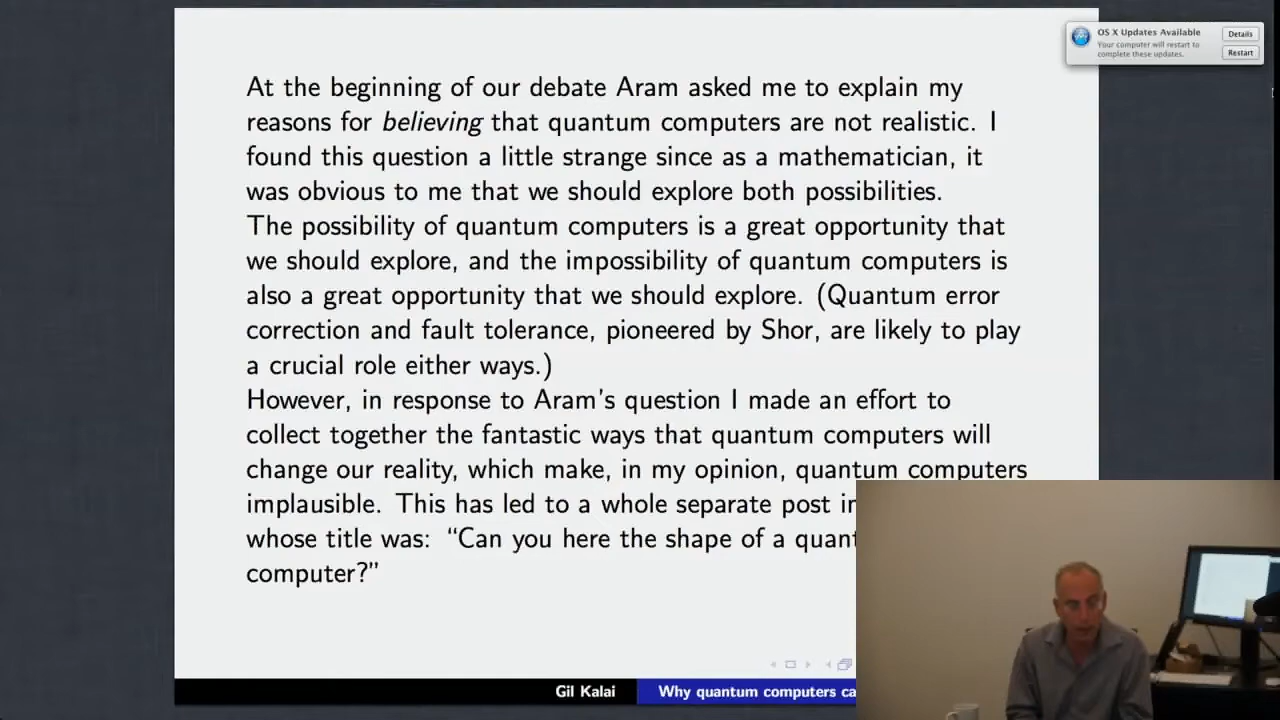 OS X Updates Available
Your computer will restart to
complete these updates.
Details
Restart
At the beginning of our debate Aram asked me to explain my
reasons for believing that quantum computers are not realistic. I
found this question a little strange since as a mathematician, it
was obvious to me that we should explore both possibilities.
The possibility of quantum computers is a great opportunity that
we should explore, and the impossibility of quantum computers is
also a great opportunity that we should explore. (Quantum error
correction and fault tolerance, pioneered by Shor, are likely to play
a crucial role either ways.)
However, in response to Aram’s question I made an effort to
collect together the fantastic ways that quantum computers will
change our reality, which make, in my opinion, quantum computers
implausible. This has led to a whole separate post in
whose title was: “Can you here the shape of a quant
computer?”
Gil Kalai
Why quantum computers ca